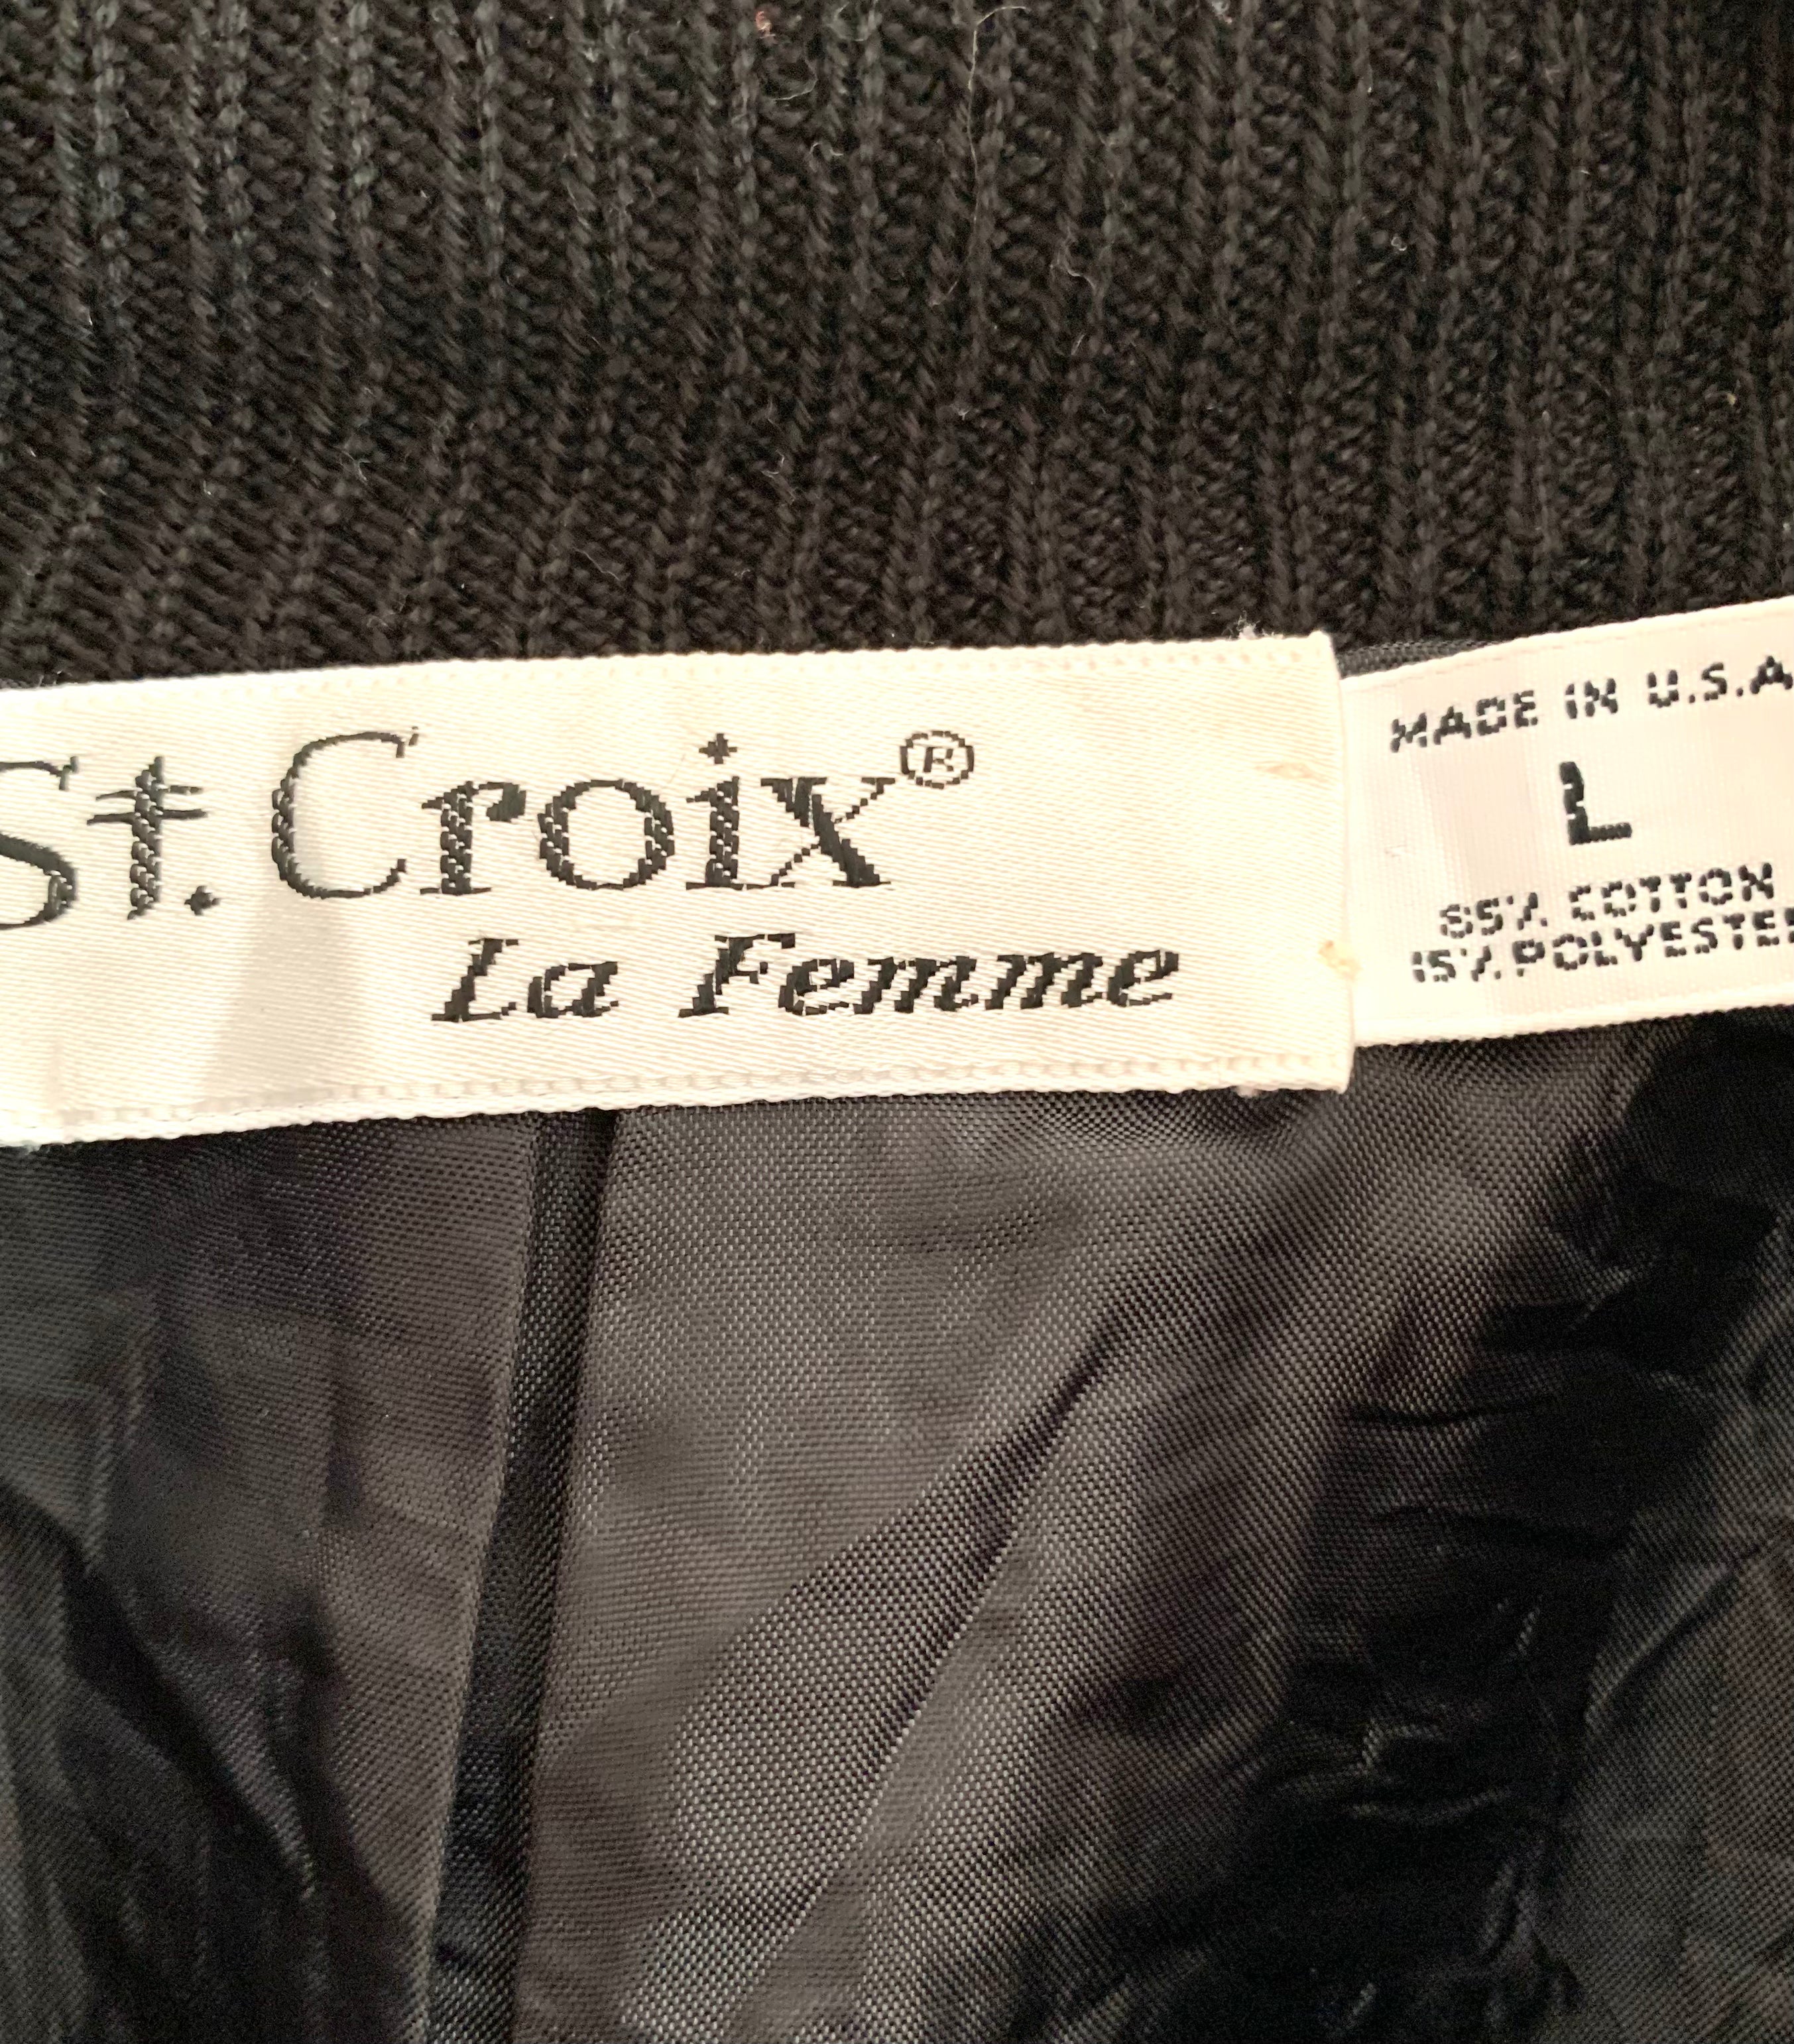 St. Croix®
La Femme
MADE IN U.S.A
L
85% COTTON
15% POLYESTER